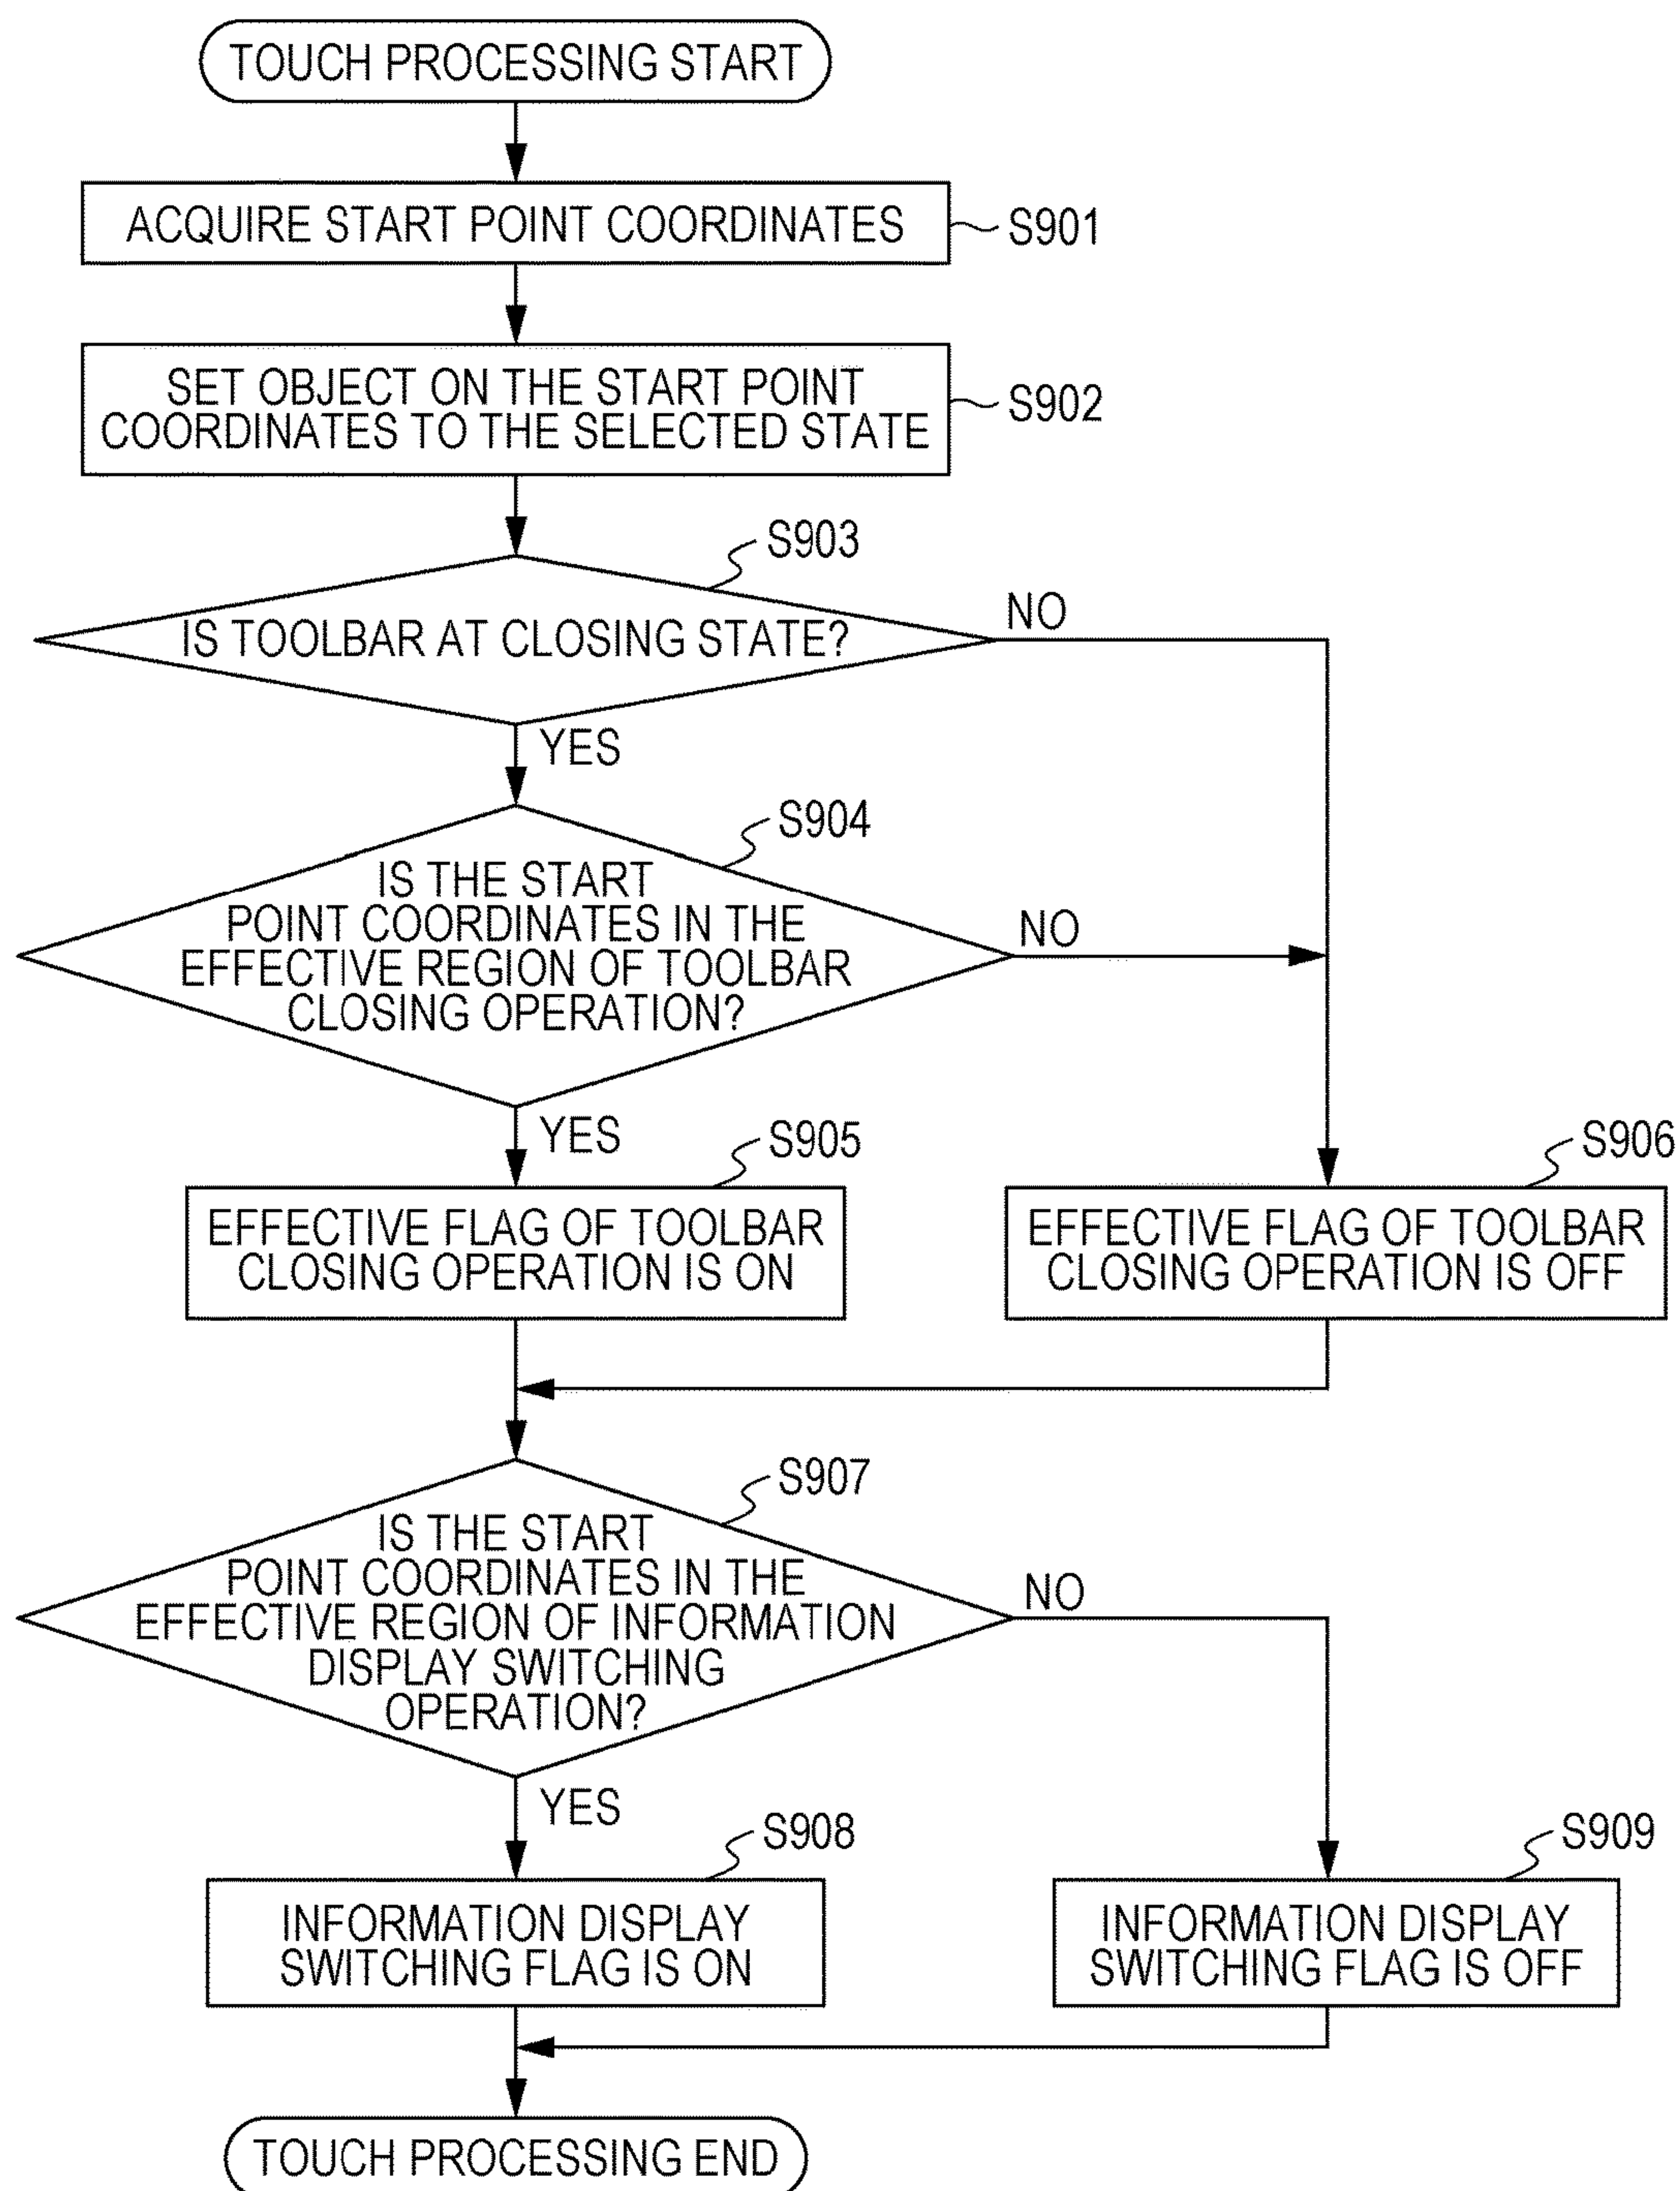 TOUCH PROCESSING START
ACQUIRE START POINT COORDINATES
S901
SET OBJECT ON THE START POINT
COORDINATES TO THE SELECTED STATE
S902
S903
IS TOOLBAR AT CLOSING STATE?
NO
YES
S904
IS THE START
POINT COORDINATES IN THE
EFFECTIVE REGION OF TOOLBAR
CLOSING OPERATION?
NO
YES
S905
EFFECTIVE FLAG OF TOOLBAR
CLOSING OPERATION IS ON
S906
EFFECTIVE FLAG OF TOOLBAR
CLOSING OPERATION IS OFF
S907
IS THE START
POINT COORDINATES IN THE
EFFECTIVE REGION OF INFORMATION
DISPLAY SWITCHING
OPERATION?
NO
YES
S908
INFORMATION DISPLAY
SWITCHING FLAG IS ON
S909
INFORMATION DISPLAY
SWITCHING FLAG IS OFF
TOUCH PROCESSING END